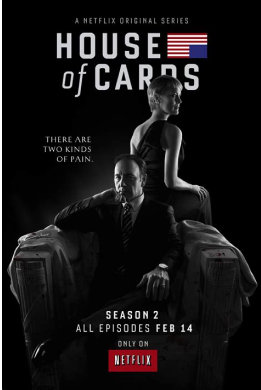 A NETFLIX ORIGINAL SERIES
HOUSE
of CARDS
THERE ARE
TWO KINDS
OF PAIN.
SEASON 2
ALL EPISODES FEB 14
ONLY ON
NETFLIX